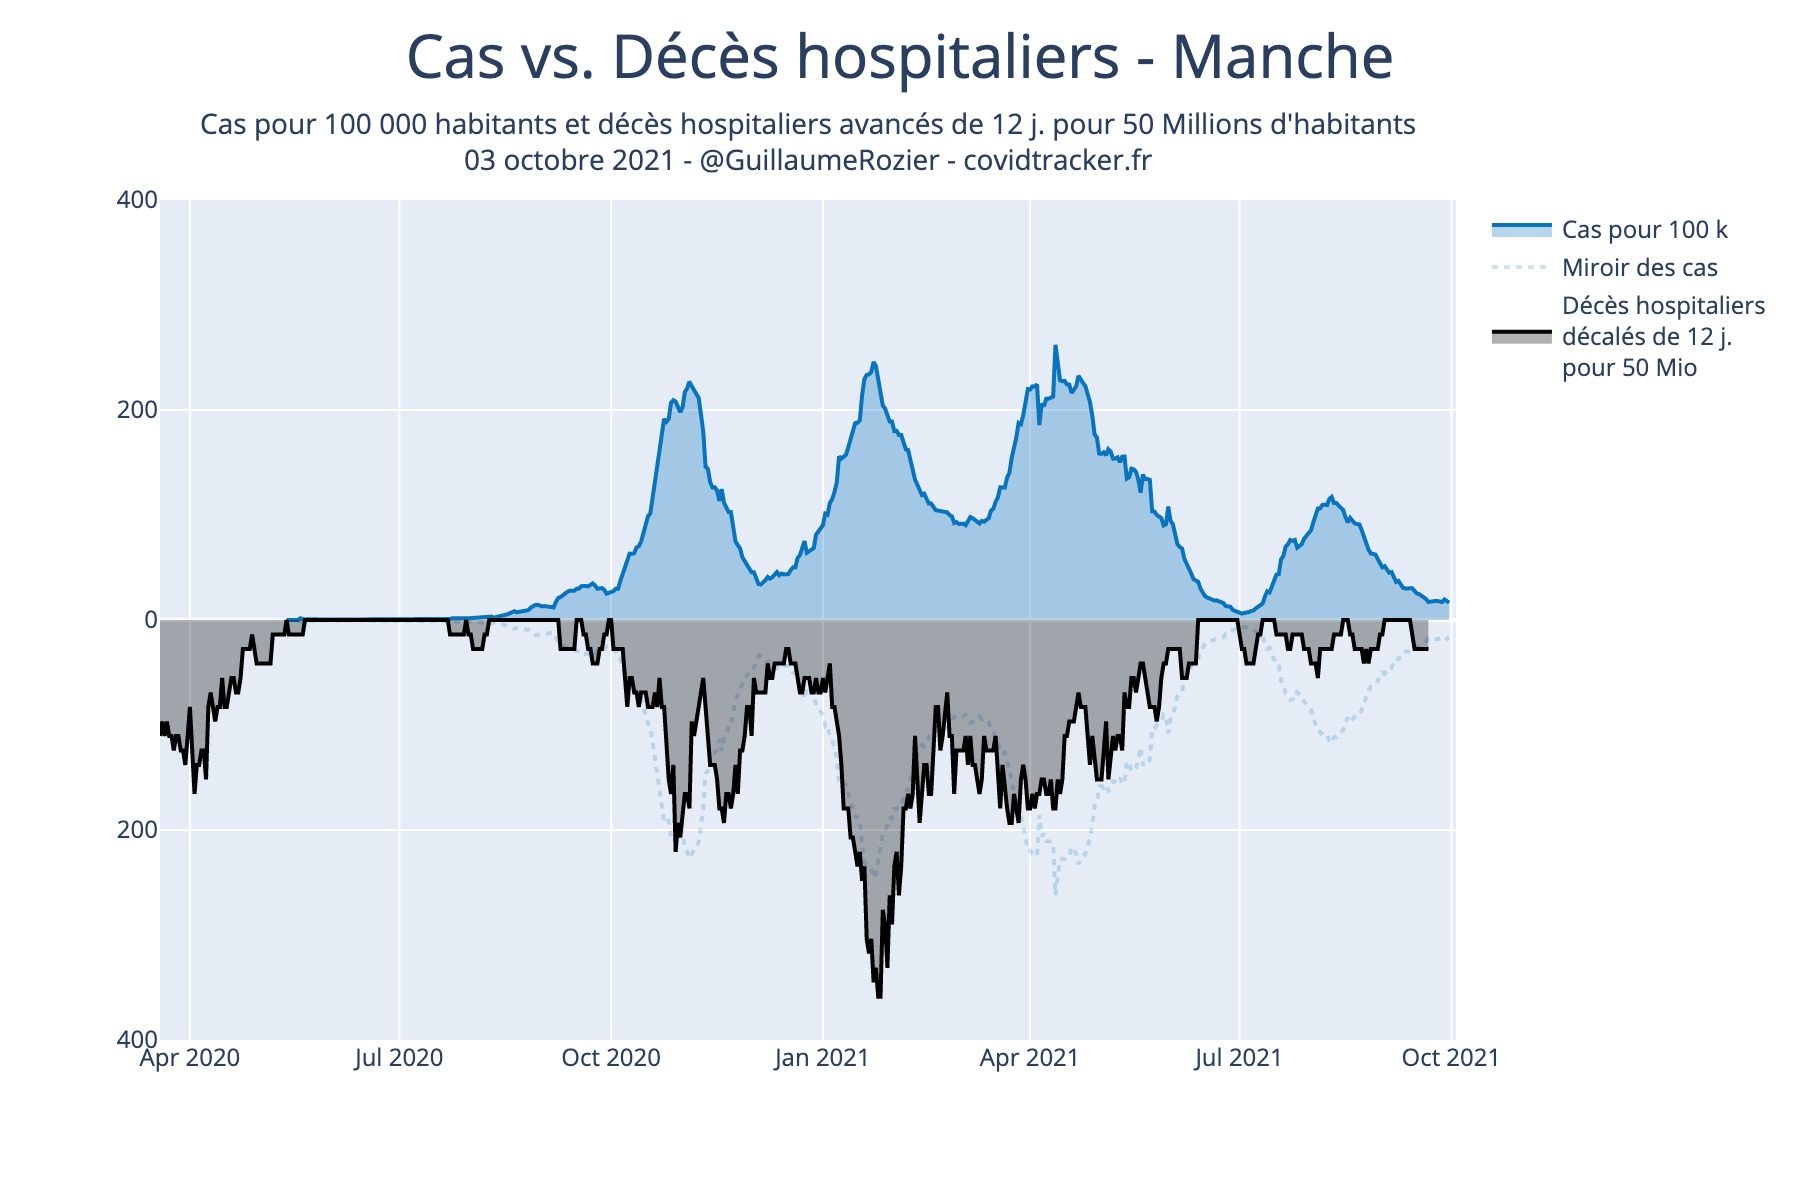 Cas vs. Décès hospitaliers - Manche
Cas pour 100 000 habitants et décès hospitaliers avancés de 12 j. pour 50 Millions d'habitants
03 octobre 2021 - @GuillaumeRozier - covidtracker.fr
400
200
0
200
400
Apr 2020
Jul 2020
Oct 2020
Jan 2021
Apr 2021
Jul 2021
Oct 2021
Cas pour 100 k
Miroir des cas
Décès hospitaliers
décalés de 12 j.
pour 50 Mio